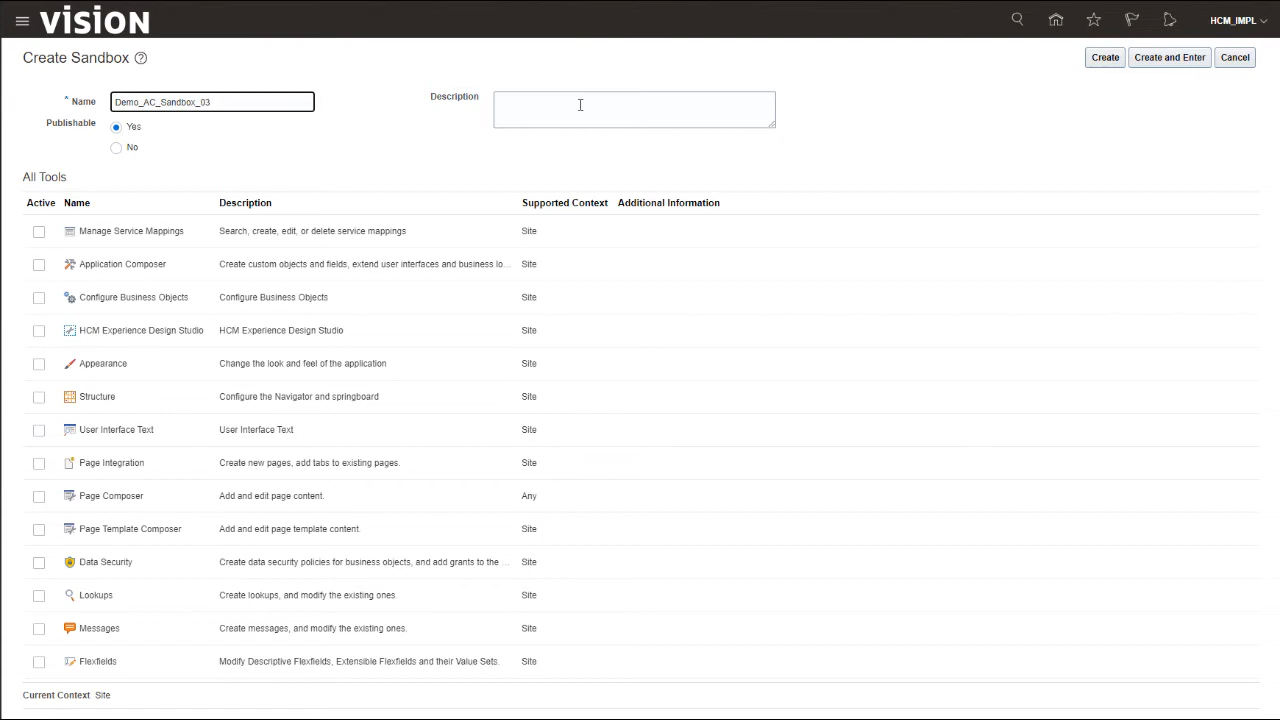 vision
HCM_IMPL
Create Sandbox ?
Create Create and Enter Cancel
* Name Demo_AC_Sandbox_03 Description
Publishable Yes
No
All Tools
Active Name Description Supported Context Additional Information
Manage Service Mappings Search, create, edit, or delete service mappings Site
Application Composer Create custom objects and fields, extend user interfaces and business lo... Site
Configure Business Objects Configure Business Objects Site
HCM Experience Design Studio HCM Experience Design Studio Site
Appearance Change the look and feel of the application Site
Structure Configure the Navigator and springboard Site
User Interface Text User Interface Text Site
Page Integration Create new pages, add tabs to existing pages. Site
Page Composer Add and edit page content. Any
Page Template Composer Add and edit page template content. Site
Data Security Create data security policies for business objects, and add grants to the ... Site
Lookups Create lookups, and modify the existing ones. Site
Messages Create messages, and modify the existing ones. Site
Flexfields Modify Descriptive Flexfields, Extensible Flexfields and their Value Sets. Site
Current Context Site